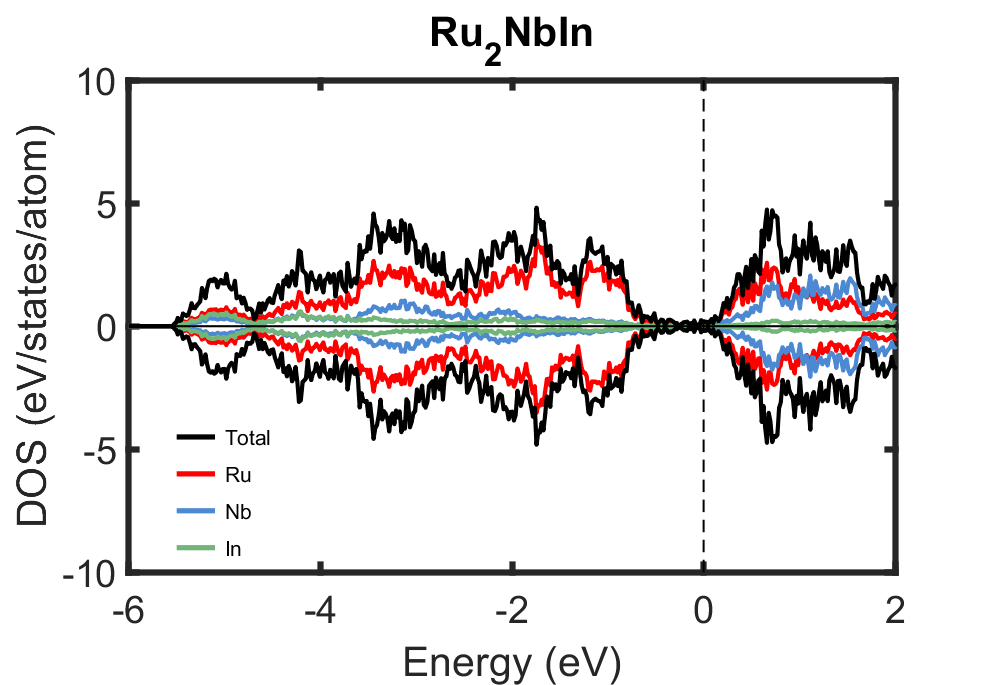 Ru₂NbIn
10
5
0
-5
-10
DOS (eV/states/atom)
Total
Ru
Nb
In
-6 -4 -2 0 2
Energy (eV)